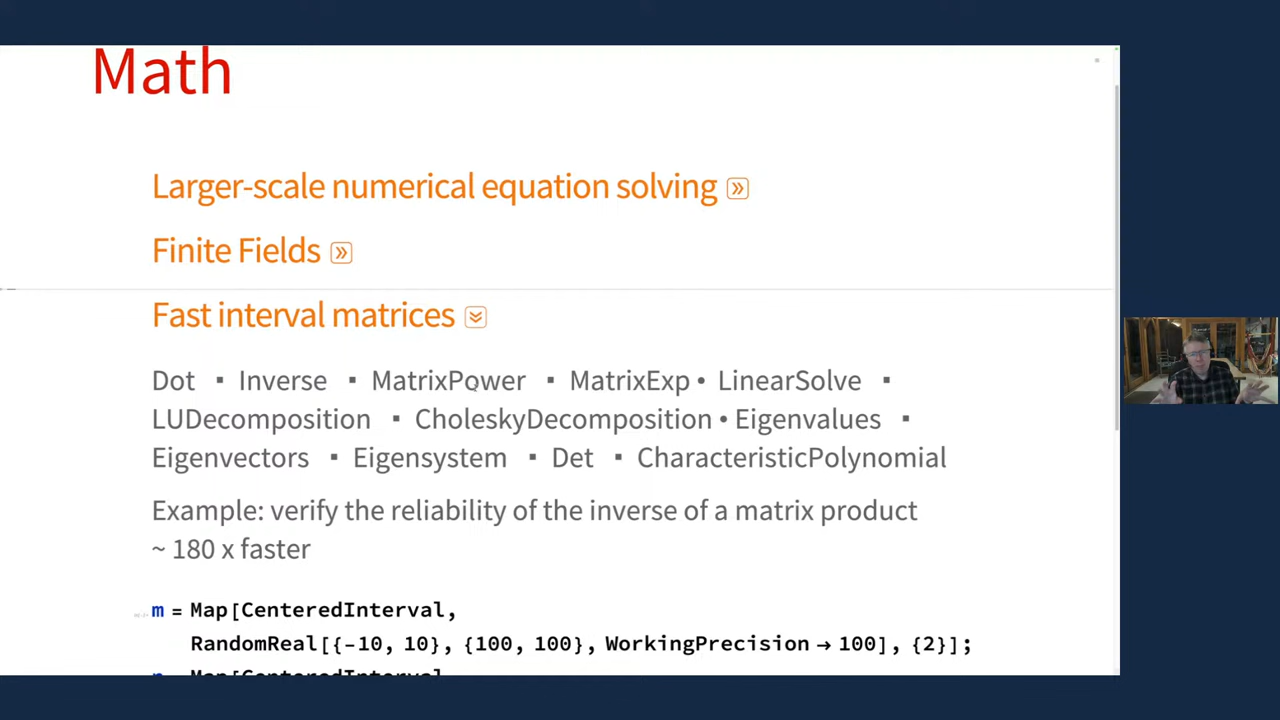 Math
Larger-scale numerical equation solving »
Finite Fields »
Fast interval matrices
Dot ▪ Inverse ▪ MatrixPower ▪ MatrixExp • LinearSolve ▪
LUDecomposition ▪ CholeskyDecomposition • Eigenvalues ▪
Eigenvectors ▪ Eigensystem ▪ Det ▪ CharacteristicPolynomial
Example: verify the reliability of the inverse of a matrix product
~ 180 x faster
m = Map[CenteredInterval,
RandomReal[{-10, 10}, {100, 100}, WorkingPrecision → 100], {2}];
n = Map[CenteredInterval,